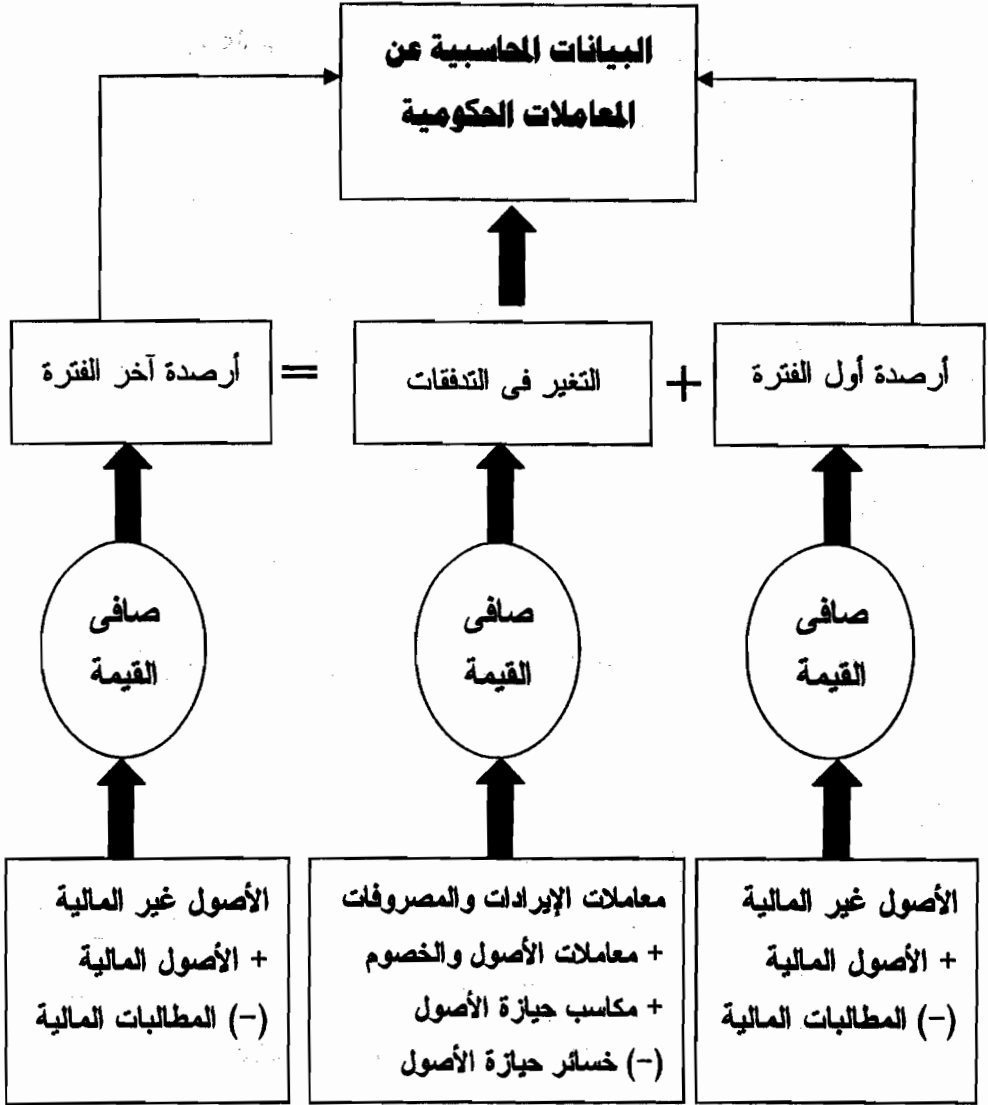 البيانات المحاسبية عن
المعاملات الحكومية
أرصدة أول الفترة
+
التغير فى التدفقات
=
أرصدة آخر الفترة
صافى
القيمة
صافى
القيمة
صافى
القيمة
الأصول غير المالية
+ الأصول المالية
(–) المطالبات المالية
معاملات الإيرادات والمصروفات
+ معاملات الأصول والخصوم
+ مكاسب حيازة الأصول
(–) خسائر حيازة الأصول
الأصول غير المالية
+ الأصول المالية
(–) المطالبات المالية